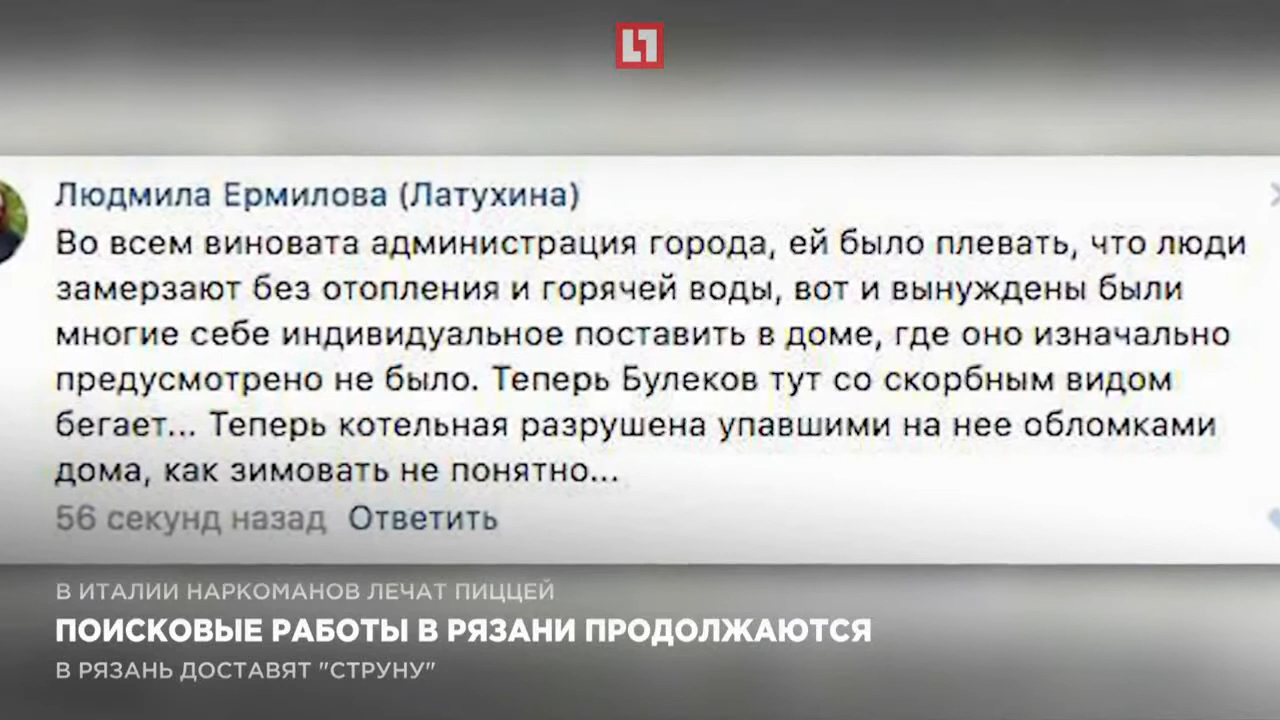 Людмила Ермилова (Латухина)
Во всем виновата администрация города, ей было плевать, что люди
замерзают без отопления и горячей воды, вот и вынуждены были
многие себе индивидуальное поставить в доме, где оно изначально
предусмотрено не было. Теперь Булеков тут со скорбным видом
бегает... Теперь котельная разрушена упавшими на нее обломками
дома, как зимовать не понятно...
56 секунд назад Ответить
В ИТАЛИИ НАРКОМАНОВ ЛЕЧАТ ПИЦЦЕЙ
ПОИСКОВЫЕ РАБОТЫ В РЯЗАНИ ПРОДОЛЖАЮТСЯ
В РЯЗАНЬ ДОСТАВЯТ "СТРУНУ"